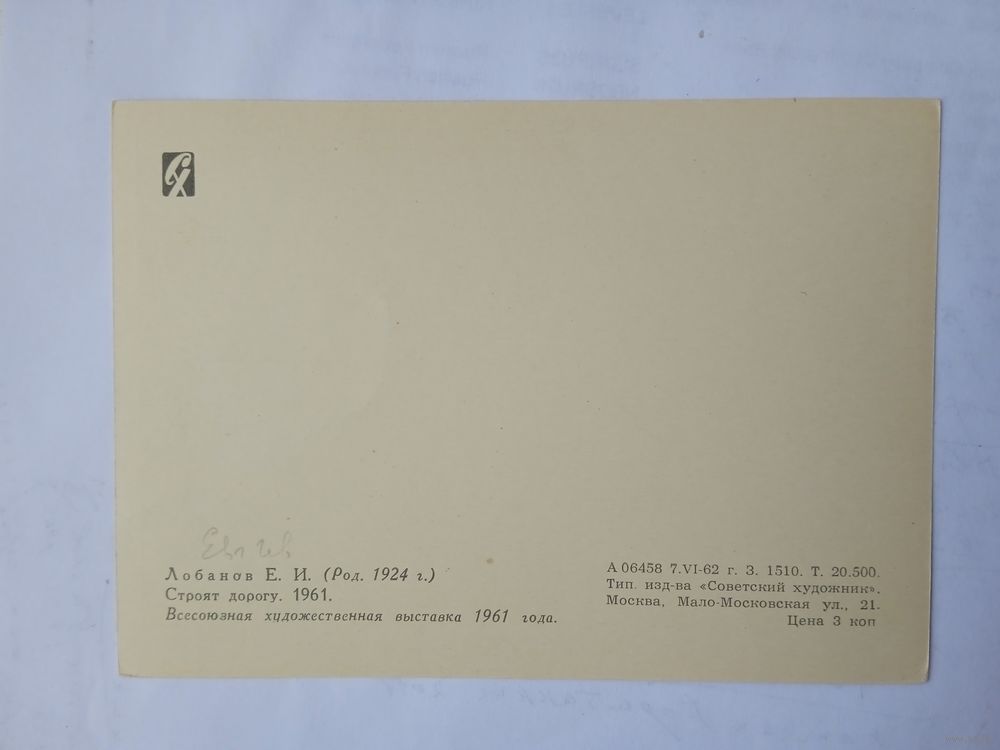 СХ
Лобанов Е. И. (Род. 1924 г.)
Строят дорогу. 1961.
Всесоюзная художественная выставка 1961 года.
А 06458 7.VI-62 г. З. 1510. Т. 20.500.
Тип. изд-ва «Советский художник».
Москва, Мало-Московская ул., 21.
Цена 3 коп